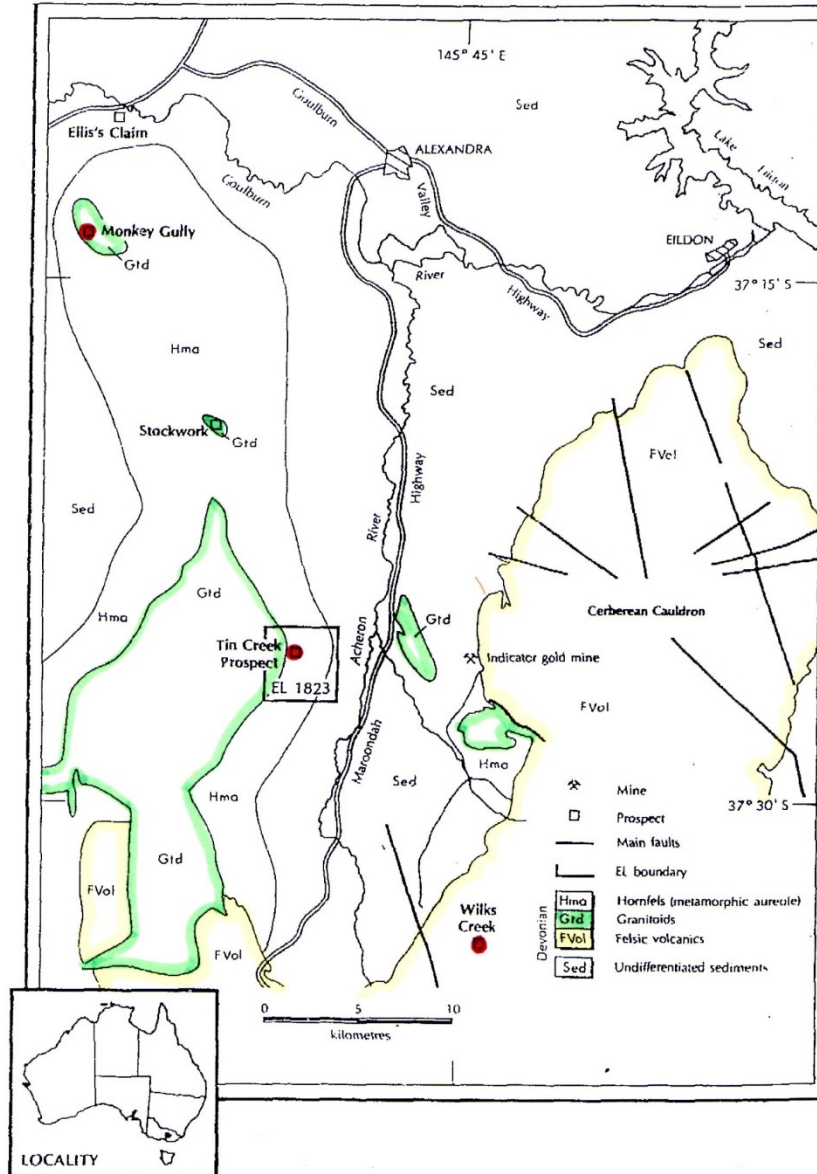 145° 45' E
Sed
Goulburn
Ellis's Claim
ALEXANDRA
Lake
Goulburn
Valley
Monkey Gully
Gtd
EILDON
River
Highway
37° 15' S
Hma
Sed
Sed
FVol
Stockwork
Gtd
Highway
Sed
River
Gtd
Cerberean Cauldron
Hma
Gtd
Tin Creek
Prospect
Acheron
Indicator gold mine
EL 1823
FVol
Maroondah
Hma
Sed
Mine
Hma
Prospect
37° 30' S
Main faults
Gtd
EL boundary
FVol
Wilks
Creek
Devonian
Hma Hornfels (metamorphic aureole)
Gtd Granitoids
FVol Felsic volcanics
FVol
Sed Undifferentiated sediments
0 5 10
kilometres
LOCALITY